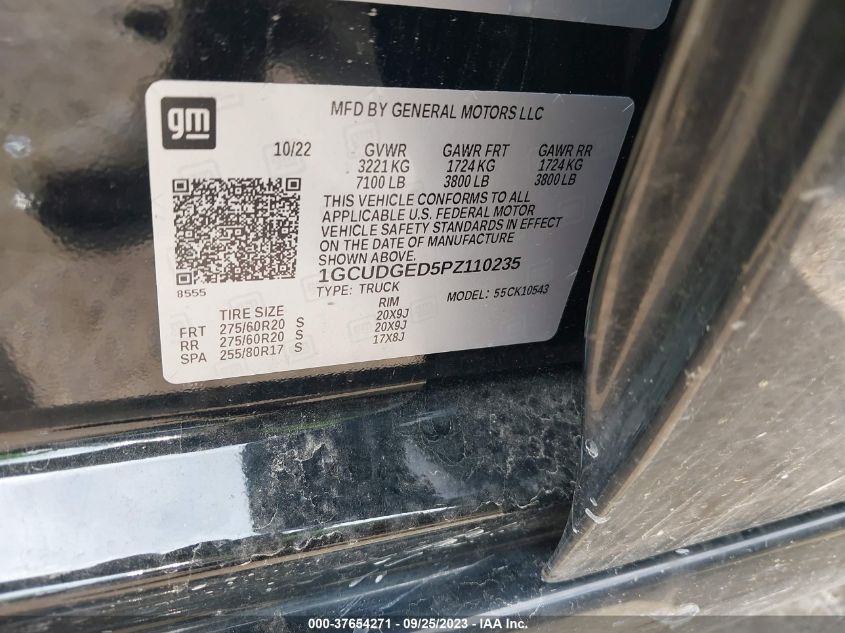 gm
MFD BY GENERAL MOTORS LLC
10/22 GVWR GAWR FRT GAWR RR
3221 KG 1724 KG 1724 KG
7100 LB 3800 LB 3800 LB
THIS VEHICLE CONFORMS TO ALL
APPLICABLE U.S. FEDERAL MOTOR
VEHICLE SAFETY STANDARDS IN EFFECT
ON THE DATE OF MANUFACTURE
SHOWN ABOVE.
1GCUDGED5PZ110235
8555
TYPE: TRUCK MODEL: 55CK10543
TIRE SIZE RIM
FRT 275/60R20 S 20X9J
RR 275/60R20 S 20X9J
SPA 255/80R17 S 17X8J
000-37654271 - 09/25/2023 - IAA Inc.